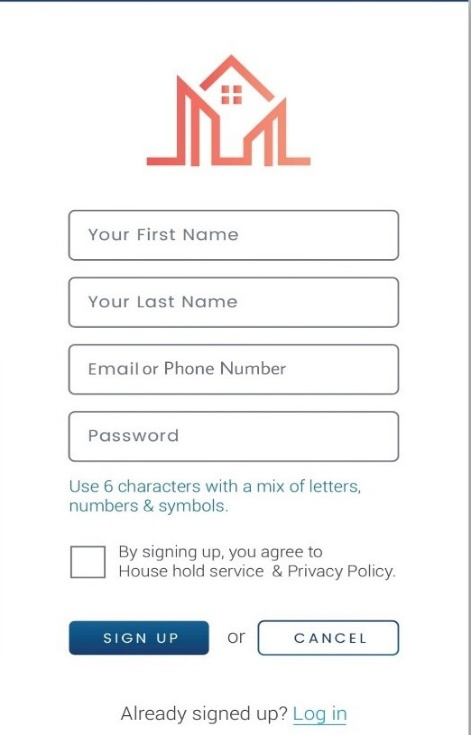 Your First Name
Your Last Name
Email or Phone Number
Password
Use 6 characters with a mix of letters,
numbers & symbols.
By signing up, you agree to
House hold service & Privacy Policy.
SIGN UP or CANCEL
Already signed up? Log in